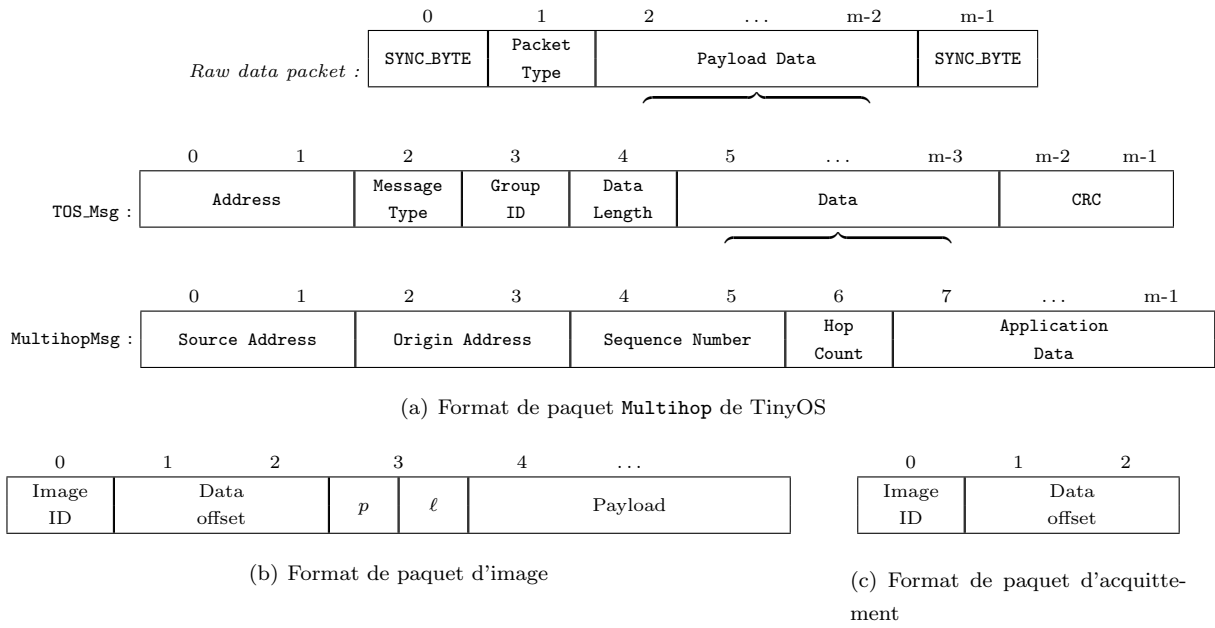 0 1 2 ... m-2 m-1
Raw data packet : SYNC_BYTE Packet Type Payload Data SYNC_BYTE
0 1 2 3 4 5 ... m-3 m-2 m-1
TOS_Msg : Address Message Type Group ID Data Length Data CRC
0 1 2 3 4 5 6 7 ... m-1
MultihopMsg : Source Address Origin Address Sequence Number Hop Count Application Data
(a) Format de paquet Multihop de TinyOS
0 1 2 3 4 ...
Image ID Data offset p ℓ Payload
(b) Format de paquet d'image
0 1 2
Image ID Data offset
(c) Format de paquet d'acquitte-
ment